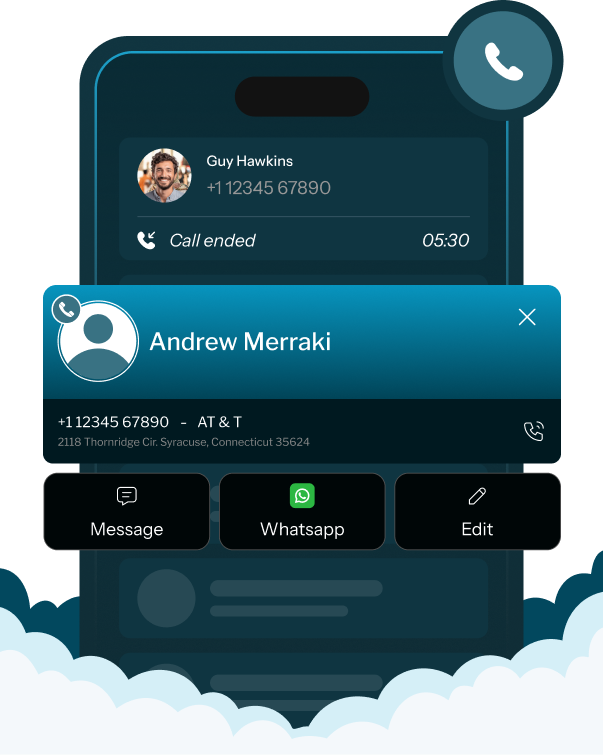 Guy Hawkins
+1 12345 67890
Call ended 05:30
Andrew Merraki
+1 12345 67890 - AT & T
2118 Thornridge Cir. Syracuse, Connecticut 35624
Message Whatsapp Edit